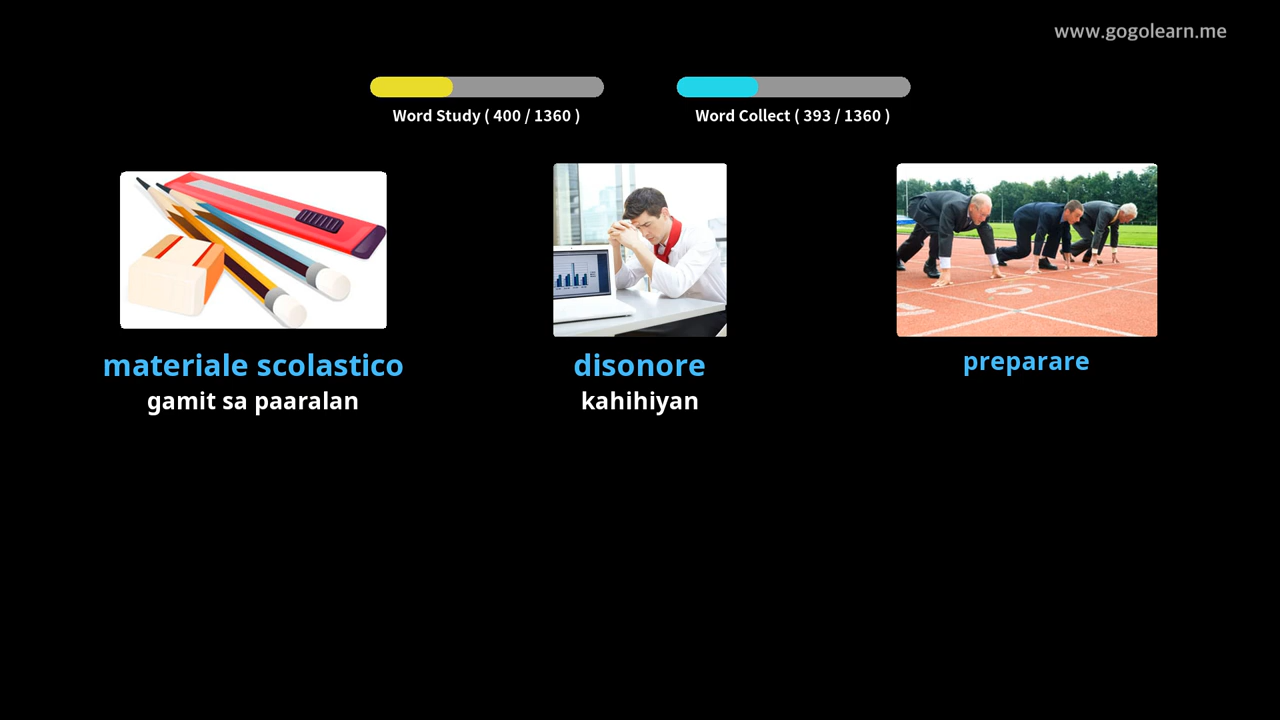 www.gogolearn.me
Word Study ( 400 / 1360 )
Word Collect ( 393 / 1360 )
materiale scolastico
gamit sa paaralan
disonore
kahihiyan
preparare